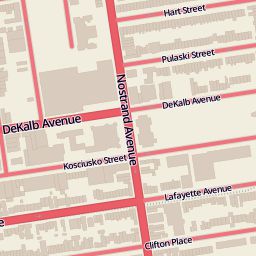 Hart Street
Pulaski Street
DeKalb Avenue
DeKalb Avenue
Nostrand Avenue
Kosciusko Street
Lafayette Avenue
Clifton Place